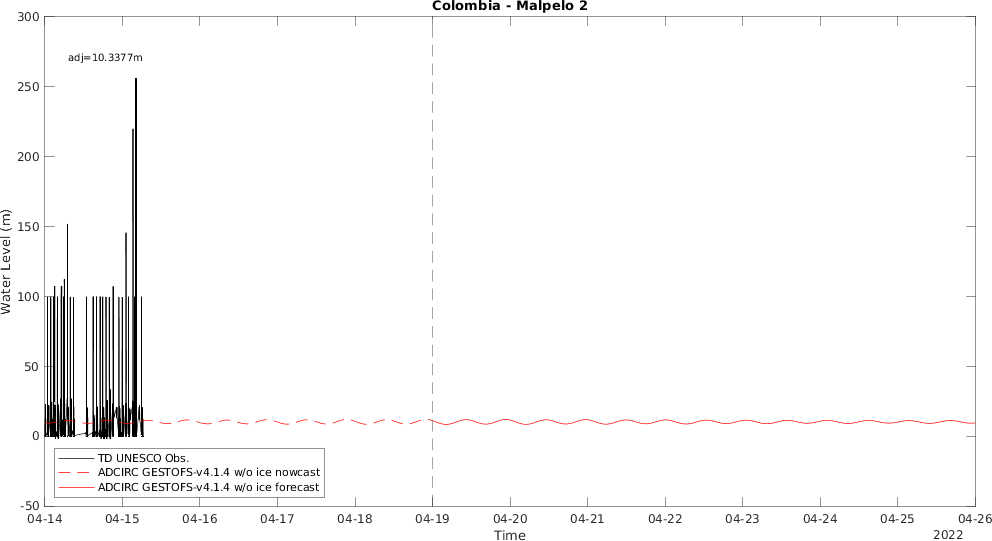 Colombia - Malpelo 2
300
adj=10.3377m
250
200
150
100
50
0
-50
Water Level (m)
TD UNESCO Obs.
ADCIRC GESTOFS-v4.1.4 w/o ice nowcast
ADCIRC GESTOFS-v4.1.4 w/o ice forecast
04-14 04-15 04-16 04-17 04-18 04-19 04-20 04-21 04-22 04-23 04-24 04-25 04-26
Time
2022